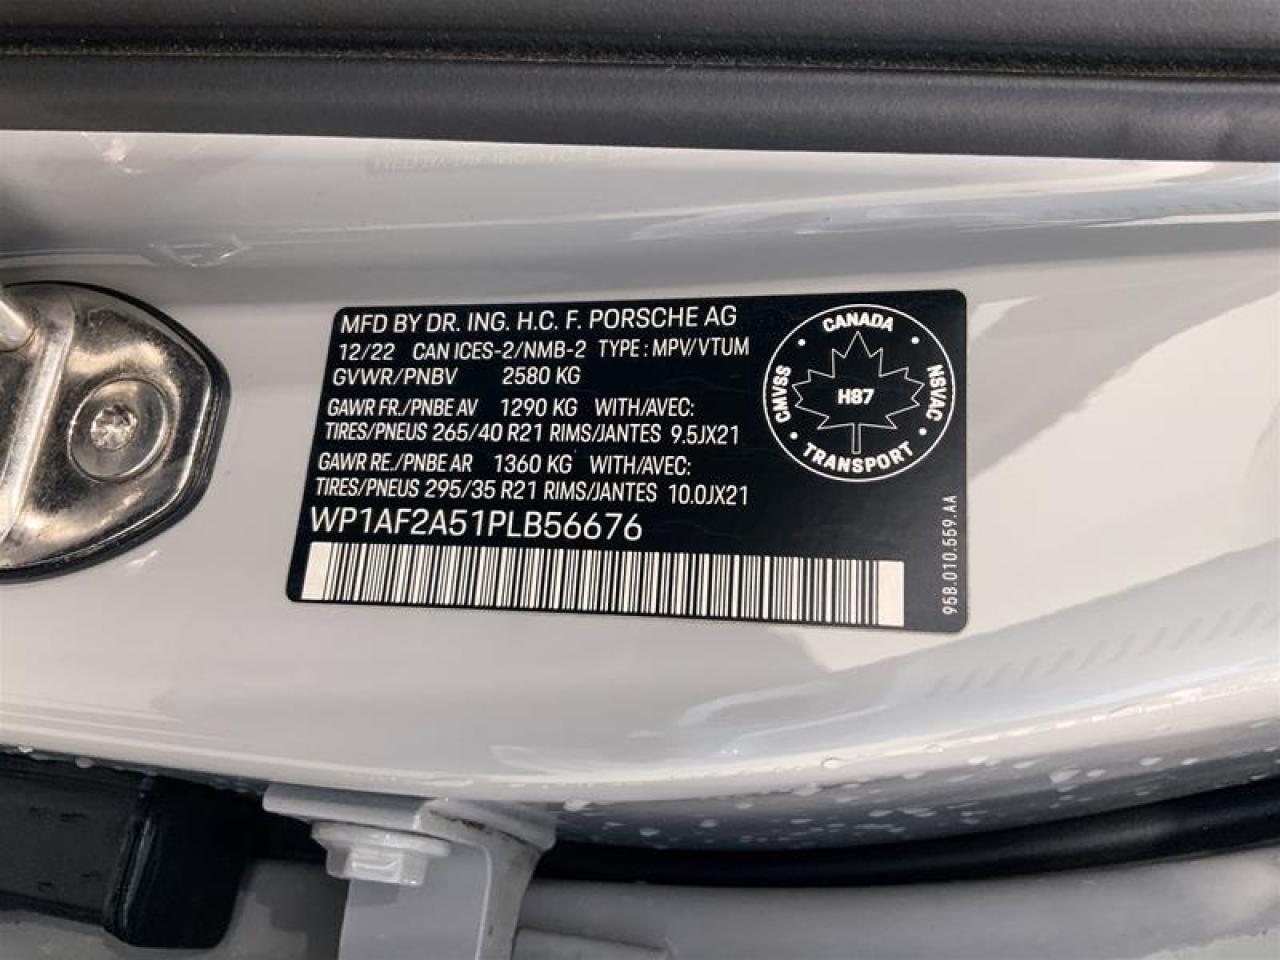 MFD BY DR. ING. H.C. F. PORSCHE AG
12/22 CAN ICES-2/NMB-2 TYPE : MPV/VTUM
GVWR/PNBV 2580 KG
GAWR FR./PNBE AV 1290 KG WITH/AVEC:
TIRES/PNEUS 265/40 R21 RIMS/JANTES 9.5JX21
GAWR RE./PNBE AR 1360 KG WITH/AVEC:
TIRES/PNEUS 295/35 R21 RIMS/JANTES 10.0JX21
WP1AF2A51PLB56676
CANADA
CMVSS
H87
NSVAC
TRANSPORT
95B.010.559.AA